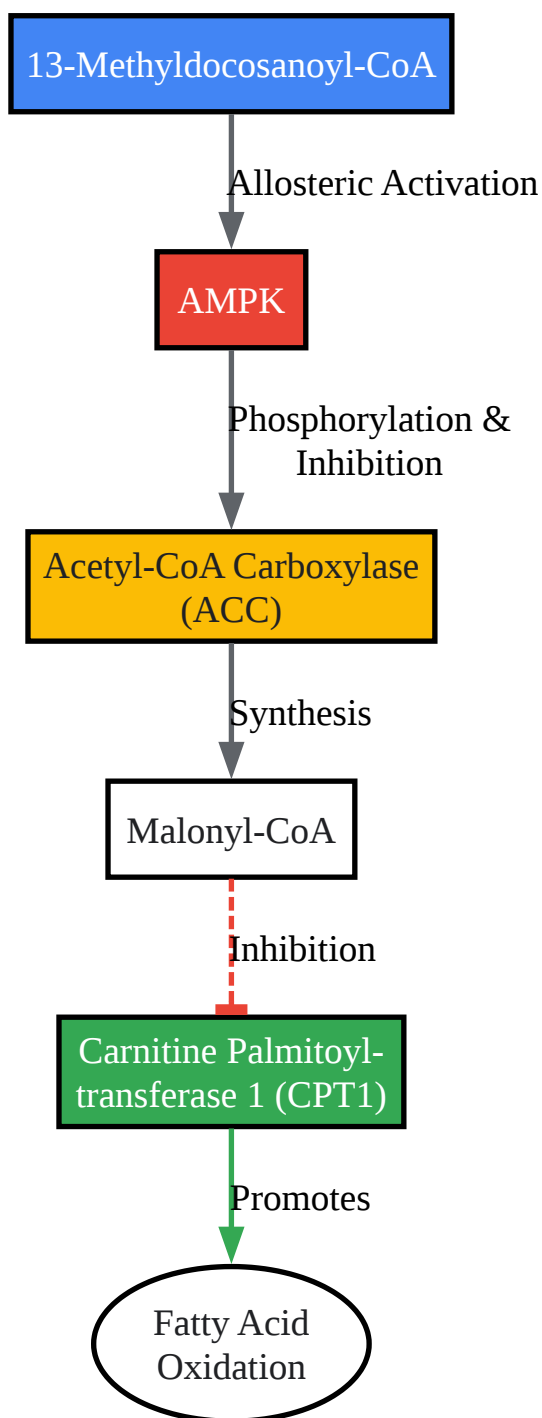 13-Methyldocosanoyl-CoA
Allosteric Activation
AMPK
Phosphorylation &
Inhibition
Acetyl-CoA Carboxylase
(ACC)
Synthesis
Malonyl-CoA
Inhibition
Carnitine Palmitoyl-
transferase 1 (CPT1)
Promotes
Fatty Acid
Oxidation